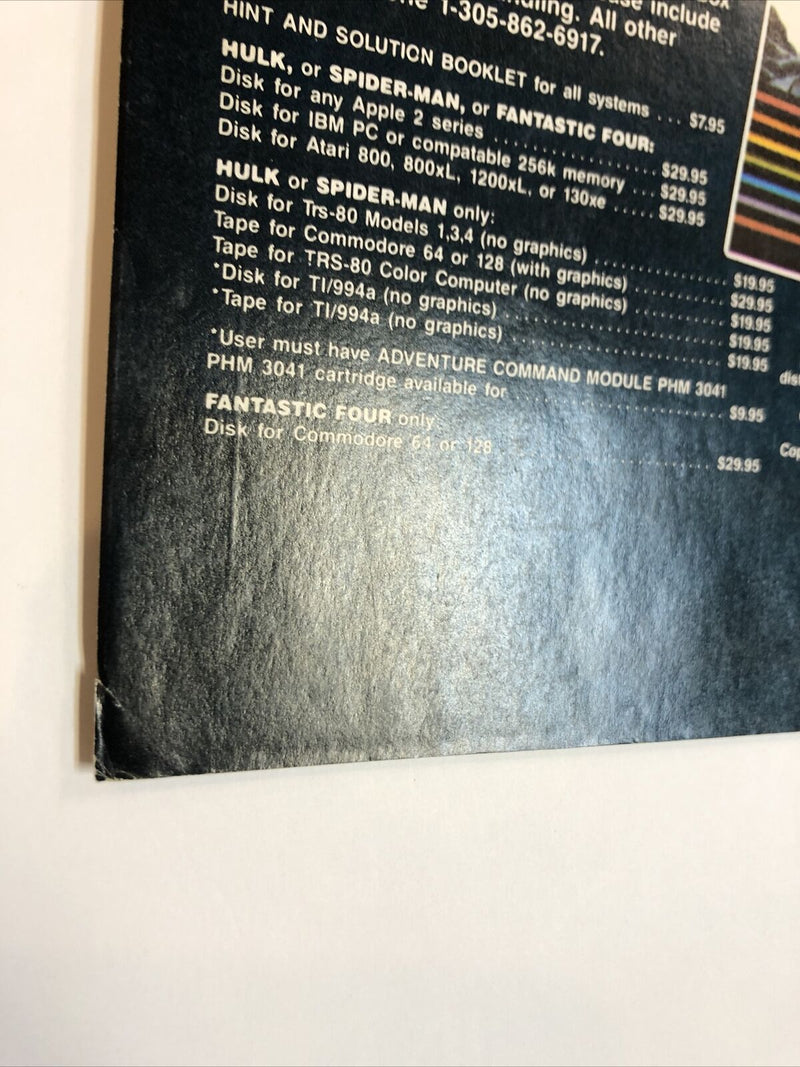 use include
ndling. All other
1-305-862-6917.
HINT AND SOLUTION BOOKLET for all systems ... $7.95
HULK, or SPIDER-MAN, or FANTASTIC FOUR:
Disk for any Apple 2 series .................... $29.95
Disk for IBM PC or compatable 256k memory ... $29.95
Disk for Atari 800, 800xL, 1200xL, or 130xe ...... $29.95
HULK or SPIDER-MAN only:
Disk for Trs-80 Models 1,3,4 (no graphics) .................. $19.95
Tape for Commodore 64 or 128 (with graphics) ............. $29.95
Tape for TRS-80 Color Computer (no graphics) ............. $19.95
*Disk for TI/994a (no graphics) ............................. $19.95
*Tape for TI/994a (no graphics) ............................. $19.95
*User must have ADVENTURE COMMAND MODULE PHM 3041
PHM 3041 cartridge available for ............................ $9.95
FANTASTIC FOUR only:
Disk for Commodore 64 or 128 ............................ $29.95